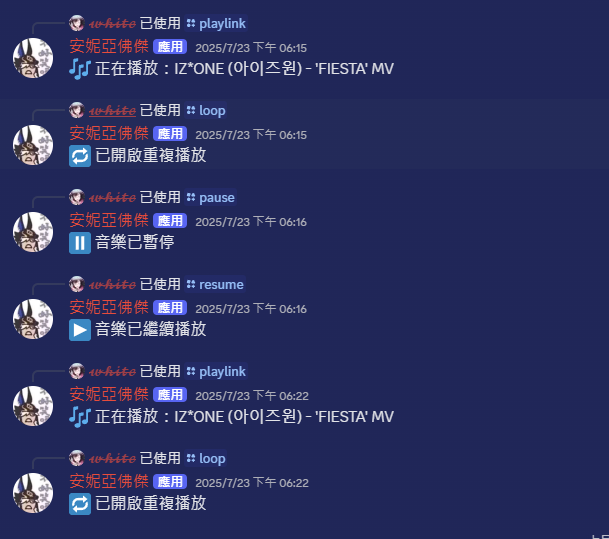 𝔀𝓱𝓲𝓽𝓮 已使用 playlink
安妮亞佛傑 應用 2025/7/23 下午 06:15
🎶 正在播放：IZ*ONE (아이즈원) - 'FIESTA' MV
𝔀𝓱𝓲𝓽𝓮 已使用 loop
安妮亞佛傑 應用 2025/7/23 下午 06:15
🔁 已開啟重複播放
𝔀𝓱𝓲𝓽𝓮 已使用 pause
安妮亞佛傑 應用 2025/7/23 下午 06:16
⏸️ 音樂已暫停
𝔀𝓱𝓲𝓽𝓮 已使用 resume
安妮亞佛傑 應用 2025/7/23 下午 06:16
▶️ 音樂已繼續播放
𝔀𝓱𝓲𝓽𝓮 已使用 playlink
安妮亞佛傑 應用 2025/7/23 下午 06:22
🎶 正在播放：IZ*ONE (아이즈원) - 'FIESTA' MV
𝔀𝓱𝓲𝓽𝓮 已使用 loop
安妮亞佛傑 應用 2025/7/23 下午 06:22
🔁 已開啟重複播放